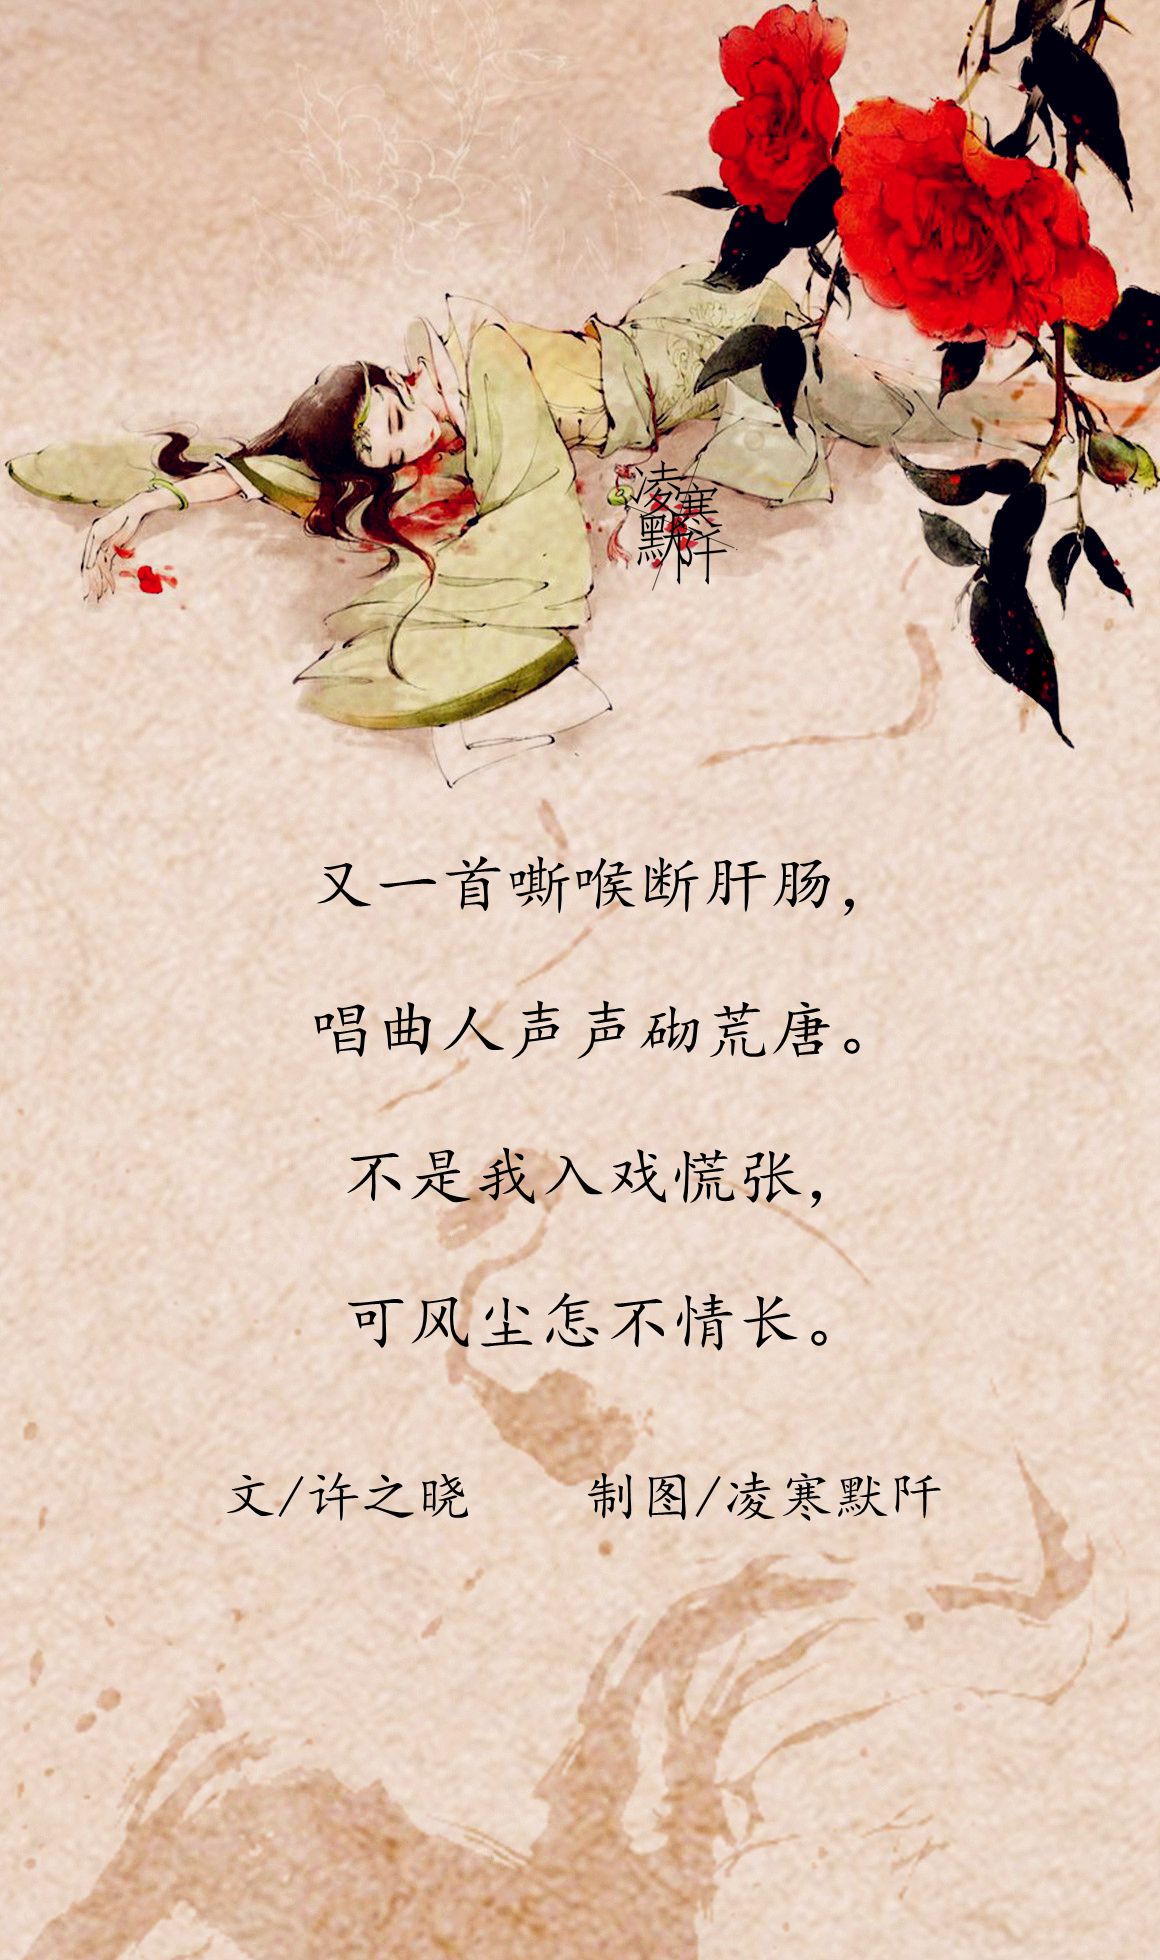 凌寒
默阡
又一首嘶喉断肝肠，
唱曲人声声砌荒唐。
不是我入戏慌张，
可风尘怎不情长。
文/许之晓 制图/凌寒默阡